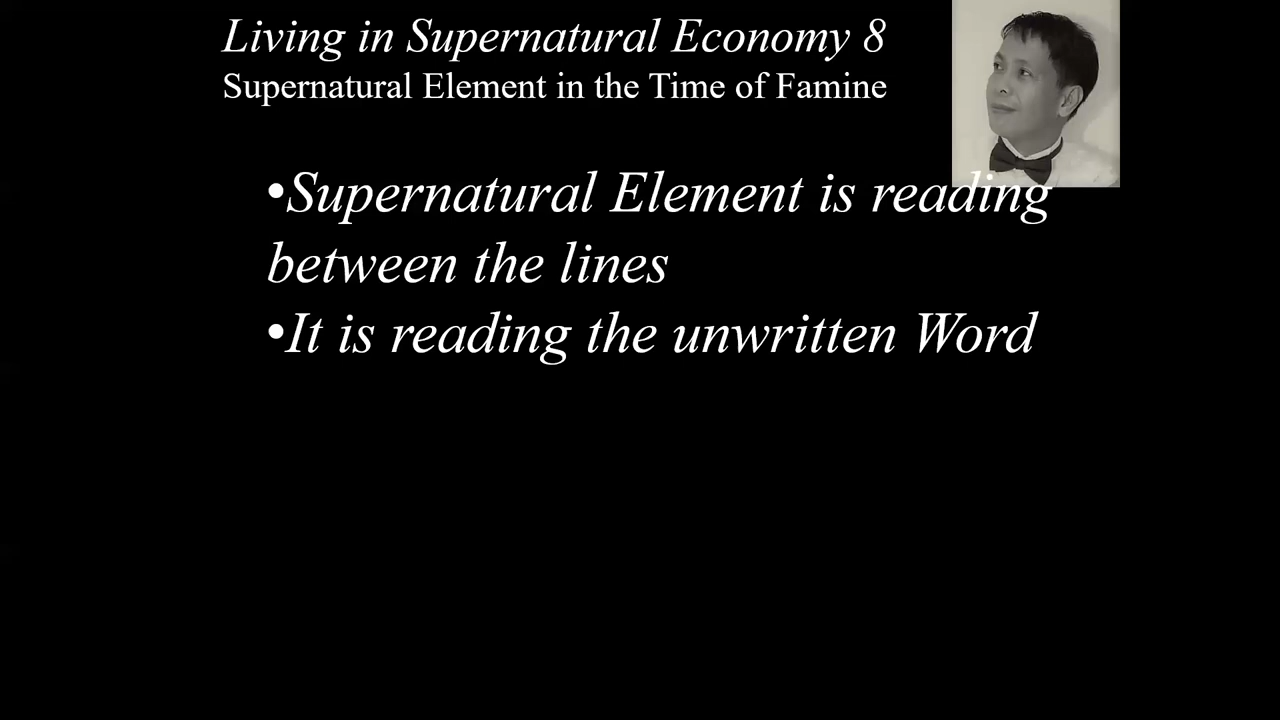 Living in Supernatural Economy 8
Supernatural Element in the Time of Famine
•Supernatural Element is reading
between the lines
•It is reading the unwritten Word